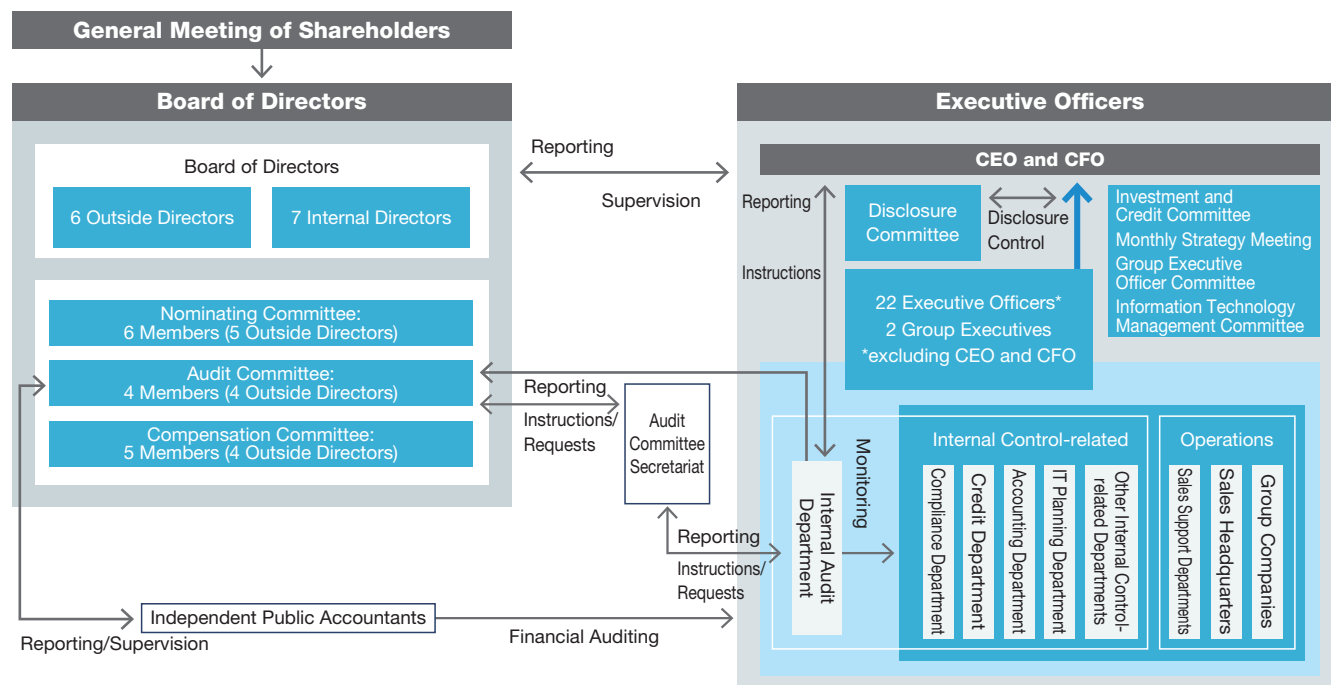 General Meeting of Shareholders
Board of Directors
Board of Directors
6 Outside Directors
7 Internal Directors
Nominating Committee:
6 Members (5 Outside Directors)
Audit Committee:
4 Members (4 Outside Directors)
Compensation Committee:
5 Members (4 Outside Directors)
Reporting
Supervision
Reporting
Instructions/
Requests
Audit
Committee
Secretariat
Reporting
Instructions/
Requests
Independent Public Accountants
Reporting/Supervision
Financial Auditing
Executive Officers
CEO and CFO
Reporting
Instructions
Disclosure
Committee
Disclosure
Control
Investment and
Credit Committee
Monthly Strategy Meeting
Group Executive
Officer Committee
Information Technology
Management Committee
22 Executive Officers*
2 Group Executives
*excluding CEO and CFO
Internal Audit
Department
Monitoring
Internal Control-related
Compliance Department
Credit Department
Accounting Department
IT Planning Department
Other Internal Control-
related Departments
Operations
Sales Support Departments
Sales Headquarters
Group Companies